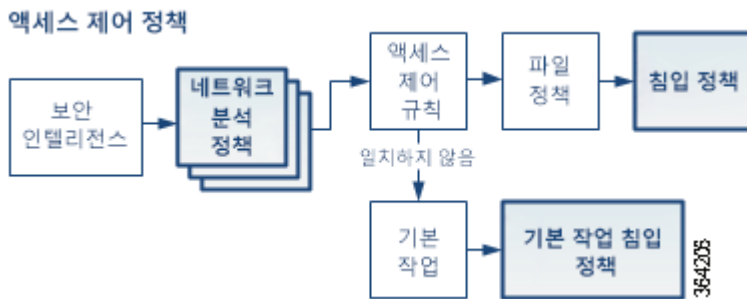 액세스 제어 정책
보안
인텔리전스
네트워크
분석
정책
액세스
제어
규칙
파일
정책
침입 정책
일치하지 않음
기본
작업
기본 작업 침입
정책
364205